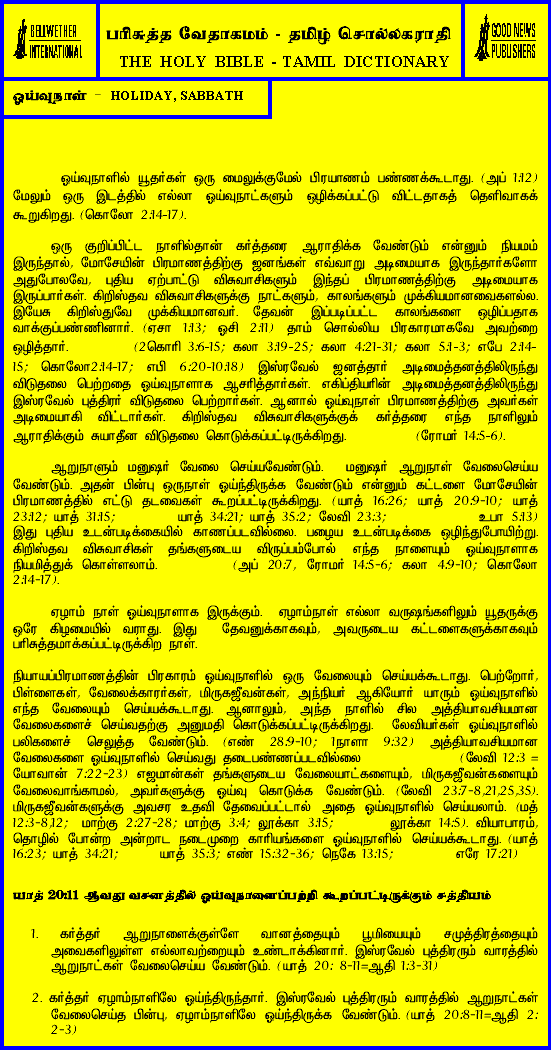 BELLWETHER
INTERNATIONAL
பரிசுத்த வேதாகமம் - தமிழ் சொல்லகராதி
THE HOLY BIBLE - TAMIL DICTIONARY
GOOD NEWS
PUBLISHERS
ஓய்வுநாள் – HOLIDAY, SABBATH
ஓய்வுநாளில் யூதர்கள் ஒரு மைலுக்குமேல் பிரயாணம் பண்ணக்கூடாது. (அப் 1:12)
மேலும் ஒரு இடத்தில் எல்லா ஓய்வுநாட்களும் ஒழிக்கப்பட்டு விட்டதாகத் தெளிவாகக்
கூறுகிறது. (கொலோ 2:14-17).
ஒரு குறிப்பிட்ட நாளில்தான் கர்த்தரை ஆராதிக்க வேண்டும் என்னும் நியமம்
இருந்தால், மோசேயின் பிரமாணத்திற்கு ஜனங்கள் எவ்வாறு அடிமையாக இருந்தார்களோ
அதுபோலவே, புதிய ஏற்பாட்டு விசுவாசிகளும் இந்தப் பிரமாணத்திற்கு அடிமையாக
இருப்பார்கள். கிறிஸ்தவ விசுவாசிகளுக்கு நாட்களும், காலங்களும் முக்கியமானவைகளல்ல.
இயேசு கிறிஸ்துவே முக்கியமானவர். தேவன் இப்படிப்பட்ட காலங்களை ஒழிப்பதாக
வாக்குப்பண்ணினார். (ஏசா 1:13; ஓசி 2:11) தாம் சொல்லிய பிரகாரமாகவே அவற்றை
ஒழித்தார். (2கொரி 3:6-15; கலா 3:19-25; கலா 4:21-31; கலா 5:1-3; எபே 2:14-
15; கொலோ2:14-17; எபி 6:20-10:18) இஸ்ரவேல் ஜனத்தார் அடிமைத்தனத்திலிருந்து
விடுதலை பெற்றதை ஓய்வுநாளாக ஆசரித்தார்கள். எகிப்தியரின் அடிமைத்தனத்திலிருந்து
இஸ்ரவேல் புத்திரர் விடுதலை பெற்றார்கள். ஆனால் ஓய்வுநாள் பிரமாணத்திற்கு அவர்கள்
அடிமையாகி விட்டார்கள். கிறிஸ்தவ விசுவாசிகளுக்குக் கர்த்தரை எந்த நாளிலும்
ஆராதிக்கும் சுயாதீன விடுதலை கொடுக்கப்பட்டிருக்கிறது. (ரோமர் 14:5-6).
ஆறுநாளும் மனுஷர் வேலை செய்யவேண்டும். மனுஷர் ஆறுநாள் வேலைசெய்ய
வேண்டும். அதன் பின்பு ஒருநாள் ஓய்ந்திருக்க வேண்டும் என்னும் கட்டளை மோசேயின்
பிரமாணத்தில் எட்டு தடவைகள் கூறப்பட்டிருக்கிறது. (யாத் 16:26; யாத் 20:9-10; யாத்
23:12; யாத் 31:15; யாத் 34:21; யாத் 35:2; லேவி 23:3; உபா 5:13)
இது புதிய உடன்படிக்கையில் காணப்படவில்லை. பழைய உடன்படிக்கை ஒழிந்துபோயிற்று.
கிறிஸ்தவ விசுவாசிகள் தங்களுடைய விருப்பம்போல் எந்த நாளையும் ஓய்வுநாளாக
நியமித்துக் கொள்ளலாம். (அப் 20:7, ரோமர் 14:5-6; கலா 4:9-10; கொலோ
2:14-17).
ஏழாம் நாள் ஓய்வுநாளாக இருக்கும். ஏழாம்நாள் எல்லா வருஷங்களிலும் யூதருக்கு
ஒரே கிழமையில் வராது. இது தேவனுக்காகவும், அவருடைய கட்டளைகளுக்காகவும்
பரிசுத்தமாக்கப்பட்டிருக்கிற நாள்.
நியாயப்பிரமாணத்தின் பிரகாரம் ஓய்வுநாளில் ஒரு வேலையும் செய்யக்கூடாது. பெற்றோர்,
பிள்ளைகள், வேலைக்காரர்கள், மிருகஜீவன்கள், அந்நியர் ஆகியோர் யாரும் ஓய்வுநாளில்
எந்த வேலையும் செய்யக்கூடாது. ஆனாலும், அந்த நாளில் சில அத்தியாவசியமான
வேலைகளைச் செய்வதற்கு அனுமதி கொடுக்கப்பட்டிருக்கிறது. லேவியர்கள் ஓய்வுநாளில்
பலிகளைச் செலுத்த வேண்டும். (எண் 28:9-10; 1நாளா 9:32) அத்தியாவசியமான
வேலைகளை ஓய்வுநாளில் செய்வது தடைபண்ணப்படவில்லை (லேவி 12:3 =
யோவான் 7:22-23) எஜமான்கள் தங்களுடைய வேலையாட்களையும், மிருகஜீவன்களையும்
வேலைவாங்காமல், அவர்களுக்கு ஓய்வு கொடுக்க வேண்டும். (லேவி 23:7-8,21,25,35).
மிருகஜீவன்களுக்கு அவசர உதவி தேவைப்பட்டால் அதை ஓய்வுநாளில் செய்யலாம். (மத்
12:3-8,12; மாற்கு 2:27-28; மாற்கு 3:4; லூக்கா 3:15; லூக்கா 14:5). வியாபாரம்,
தொழில் போன்ற அன்றாட நடைமுறை காரியங்களை ஓய்வுநாளில் செய்யக்கூடாது. (யாத்
16:23; யாத் 34:21; யாத் 35:3; எண் 15:32-36; நெகே 13:15; எரே 17:21)
யாத் 20:11 ஆவது வசனத்தில் ஓய்வுநாளைப்பற்றி கூறப்பட்டிருக்கும் சத்தியம்
1. கர்த்தர் ஆறுநாளைக்குள்ளே வானத்தையும் பூமியையும் சமுத்திரத்தையும்
அவைகளிலுள்ள எல்லாவற்றையும் உண்டாக்கினார். இஸ்ரவேல் புத்திரரும் வாரத்தில்
ஆறுநாட்கள் வேலைசெய்ய வேண்டும். (யாத் 20: 8-11=ஆதி 1:3-31)
2. கர்த்தர் ஏழாம்நாளிலே ஓய்ந்திருந்தார். இஸ்ரவேல் புத்திரரும் வாரத்தில் ஆறுநாட்கள்
வேலைசெய்த பின்பு, ஏழாம்நாளிலே ஓய்ந்திருக்க வேண்டும். (யாத் 20:8-11=ஆதி 2:
2-3)